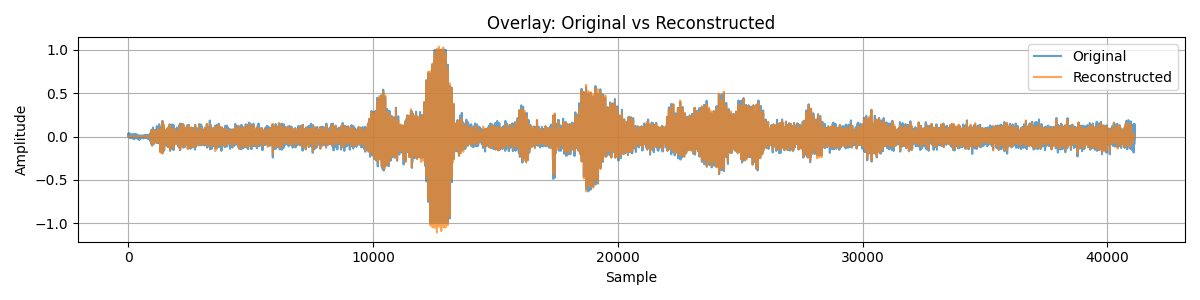 Overlay: Original vs Reconstructed
Original
Reconstructed
1.0
0.5
0.0
−0.5
−1.0
Amplitude
0 10000 20000 30000 40000
Sample